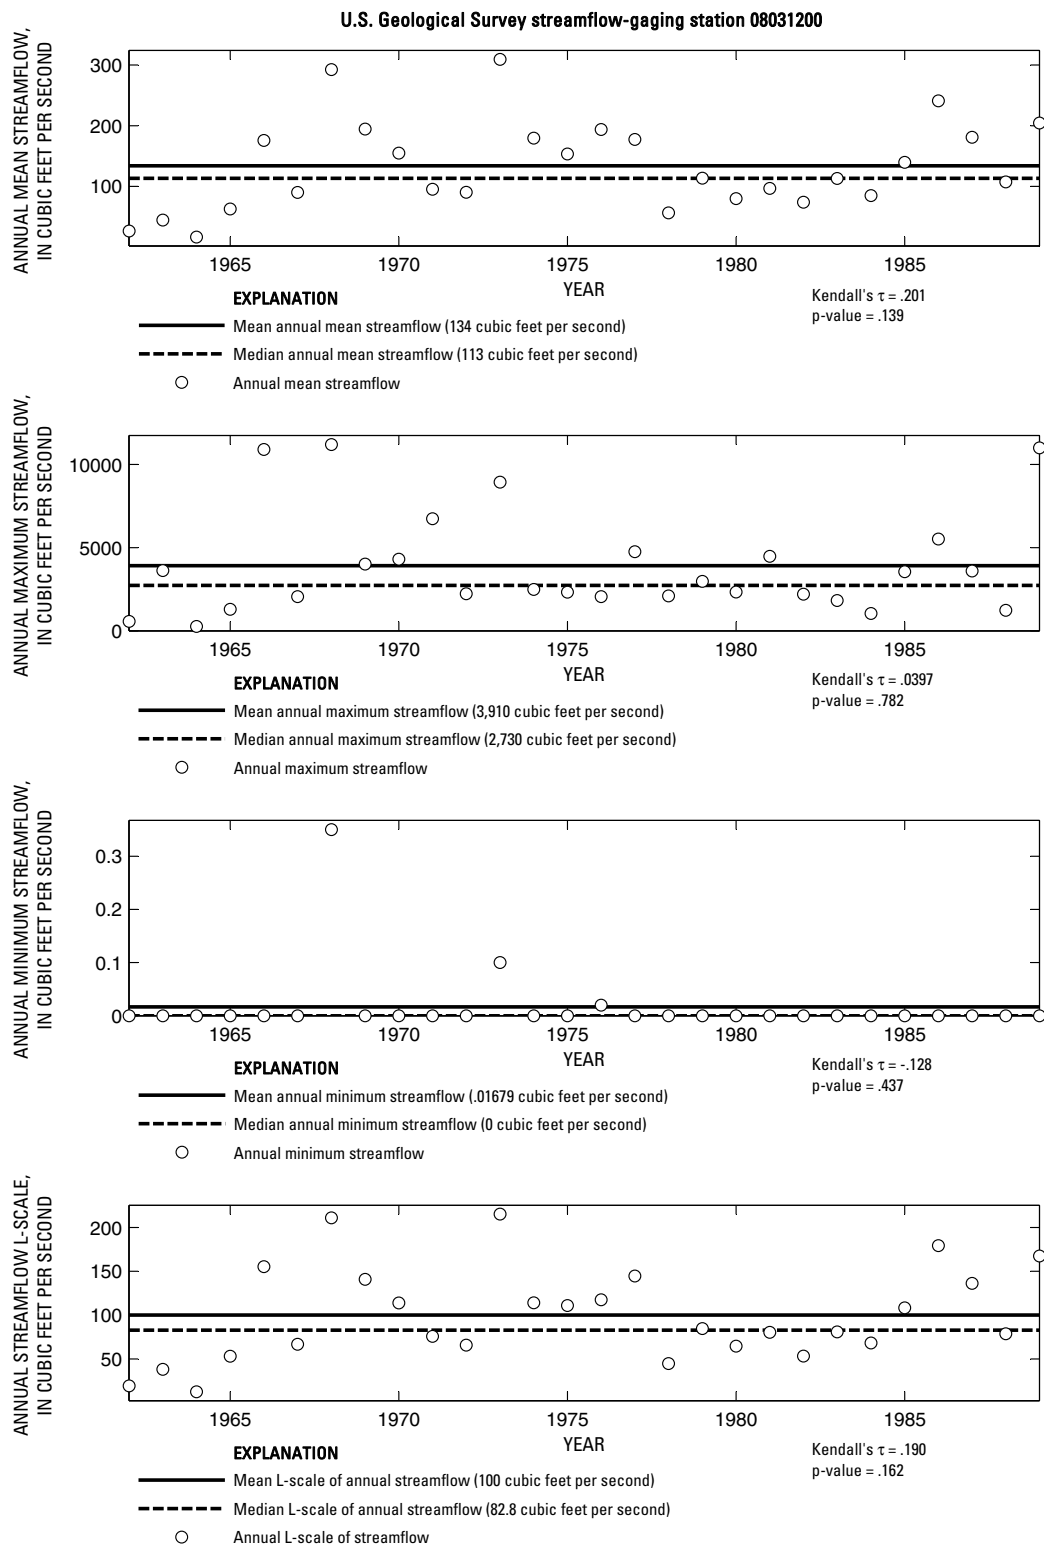 U.S. Geological Survey streamflow-gaging station 08031200
ANNUAL MEAN STREAMFLOW,
IN CUBIC FEET PER SECOND
300
200
100
1965 1970 1975 1980 1985
YEAR
EXPLANATION
Mean annual mean streamflow (134 cubic feet per second)
Median annual mean streamflow (113 cubic feet per second)
Annual mean streamflow
Kendall's τ = .201
p-value = .139
ANNUAL MAXIMUM STREAMFLOW,
IN CUBIC FEET PER SECOND
10000
5000
0
1965 1970 1975 1980 1985
YEAR
EXPLANATION
Mean annual maximum streamflow (3,910 cubic feet per second)
Median annual maximum streamflow (2,730 cubic feet per second)
Annual maximum streamflow
Kendall's τ = .0397
p-value = .782
ANNUAL MINIMUM STREAMFLOW,
IN CUBIC FEET PER SECOND
0.3
0.2
0.1
0
1965 1970 1975 1980 1985
YEAR
EXPLANATION
Mean annual minimum streamflow (.01679 cubic feet per second)
Median annual minimum streamflow (0 cubic feet per second)
Annual minimum streamflow
Kendall's τ = -.128
p-value = .437
ANNUAL STREAMFLOW L-SCALE,
IN CUBIC FEET PER SECOND
200
150
100
50
1965 1970 1975 1980 1985
YEAR
EXPLANATION
Mean L-scale of annual streamflow (100 cubic feet per second)
Median L-scale of annual streamflow (82.8 cubic feet per second)
Annual L-scale of streamflow
Kendall's τ = .190
p-value = .162